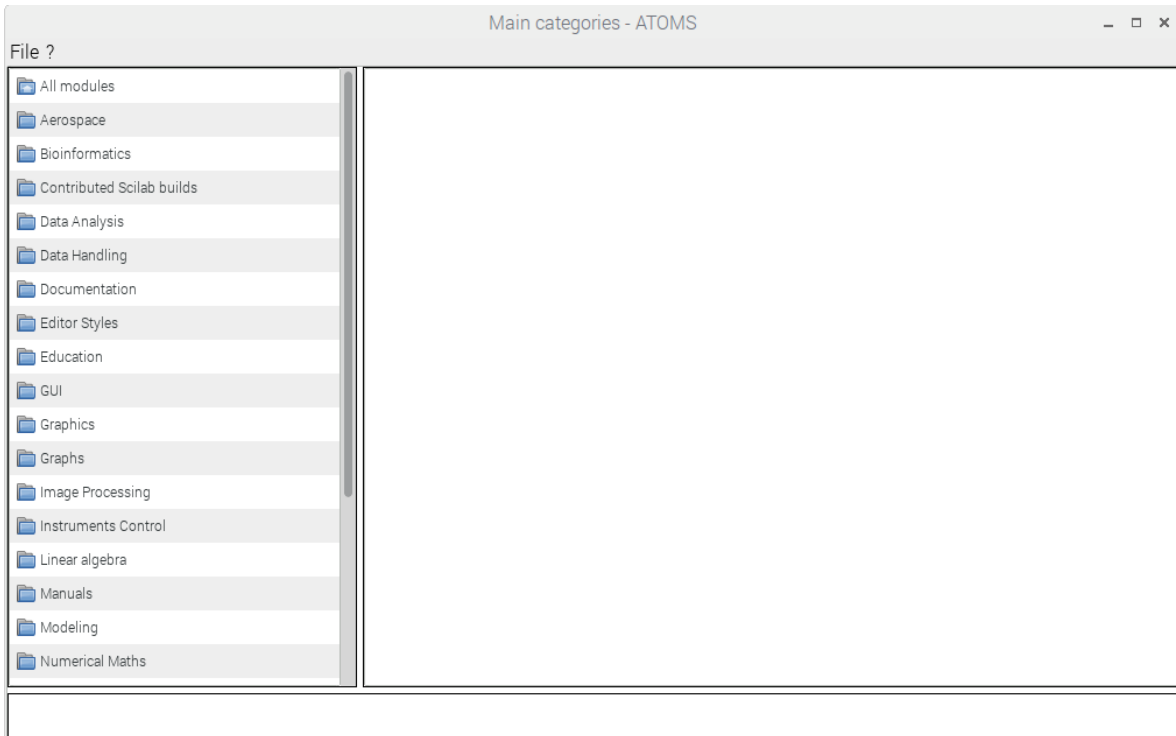 Main categories - ATOMS
File ?
All modules
Aerospace
Bioinformatics
Contributed Scilab builds
Data Analysis
Data Handling
Documentation
Editor Styles
Education
GUI
Graphics
Graphs
Image Processing
Instruments Control
Linear algebra
Manuals
Modeling
Numerical Maths